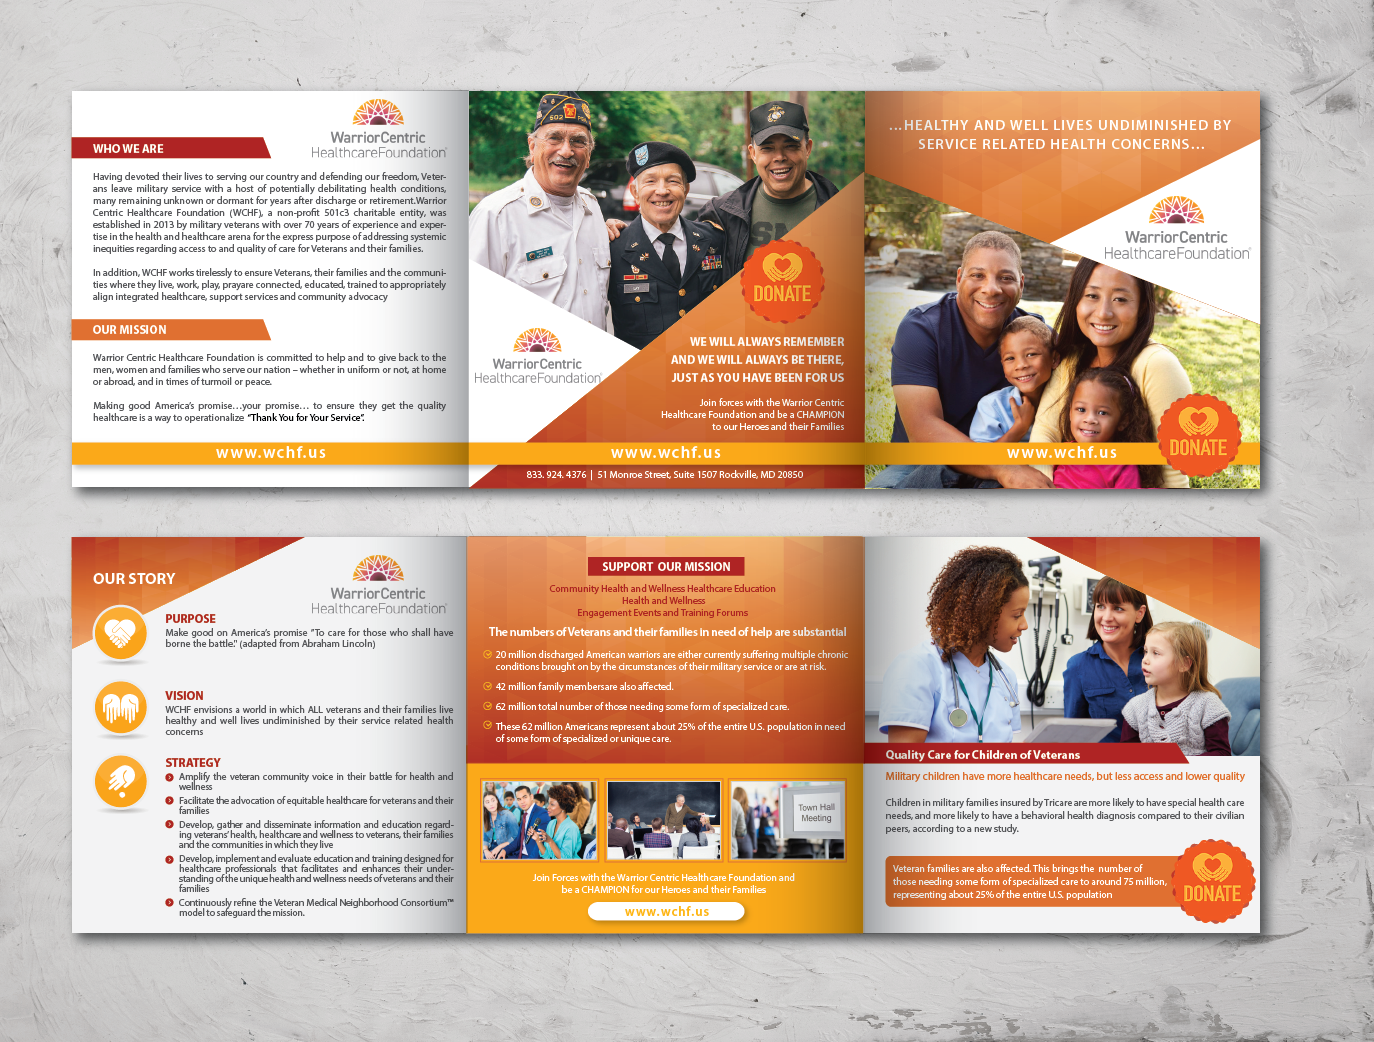 WHO WE ARE
WarriorCentric
HealthcareFoundation
Having devoted their lives to serving our country and defending our freedom, Veter-
ans leave military service with a host of potentially debilitating health conditions,
many remaining unknown or dormant for years after discharge or retirement.Warrior
Centric Healthcare Foundation (WCHF), a non-profit 501c3 charitable entity, was
established in 2013 by military veterans with over 70 years of experience and exper-
tise in the health and healthcare arena for the express purpose of addressing systemic
inequities regarding access to and quality of care for Veterans and their families.
In addition, WCHF works tirelessly to ensure Veterans, their families and the communi-
ties where they live, work, play, prayare connected, educated, trained to appropriately
align integrated healthcare, support services and community advocacy
OUR MISSION
Warrior Centric Healthcare Foundation is committed to help and to give back to the
men, women and families who serve our nation – whether in uniform or not, at home
or abroad, and in times of turmoil or peace.
Making good America's promise…your promise… to ensure they get the quality
healthcare is a way to operationalize "Thank You for Your Service".
www.wchf.us
502
DONATE
WarriorCentric
HealthcareFoundation
WE WILL ALWAYS REMEMBER
AND WE WILL ALWAYS BE THERE,
JUST AS YOU HAVE BEEN FOR US
Join forces with the Warrior Centric
Healthcare Foundation and be a CHAMPION
to our Heroes and their Families
www.wchf.us
833. 924. 4376 | 51 Monroe Street, Suite 1507 Rockville, MD 20850
...HEALTHY AND WELL LIVES UNDIMINISHED BY
SERVICE RELATED HEALTH CONCERNS...
WarriorCentric
HealthcareFoundation
DONATE
www.wchf.us
OUR STORY
WarriorCentric
HealthcareFoundation
PURPOSE
Make good on America's promise "To care for those who shall have
borne the battle." (adapted from Abraham Lincoln)
VISION
WCHF envisions a world in which ALL veterans and their families live
healthy and well lives undiminished by their service related health
concerns
STRATEGY
Amplify the veteran community voice in their battle for health and
wellness
Facilitate the advocation of equitable healthcare for veterans and their
families
Develop, gather and disseminate information and education regard-
ing veterans' health, healthcare and wellness to veterans, their families
and the communities in which they live
Develop, implement and evaluate education and training designed for
healthcare professionals that facilitates and enhances their under-
standing of the unique health and wellness needs of veterans and their
families
Continuously refine the Veteran Medical Neighborhood Consortium™
model to safeguard the mission.
SUPPORT OUR MISSION
Community Health and Wellness Healthcare Education
Health and Wellness
Engagement Events and Training Forums
The numbers of Veterans and their families in need of help are substantial
20 million discharged American warriors are either currently suffering multiple chronic
conditions brought on by the circumstances of their military service or are at risk.
42 million family membersare also affected.
62 million total number of those needing some form of specialized care.
These 62 million Americans represent about 25% of the entire U.S. population in need
of some form of specialized or unique care.
Town Hall
Meeting
Join Forces with the Warrior Centric Healthcare Foundation and
be a CHAMPION for our Heroes and their Families
www.wchf.us
Quality Care for Children of Veterans
Military children have more healthcare needs, but less access and lower quality
Children in military families insured by Tricare are more likely to have special health care
needs, and more likely to have a behavioral health diagnosis compared to their civilian
peers, according to a new study.
Veteran families are also affected. This brings the number of
those needing some form of specialized care to around 75 million,
representing about 25% of the entire U.S. population
DONATE